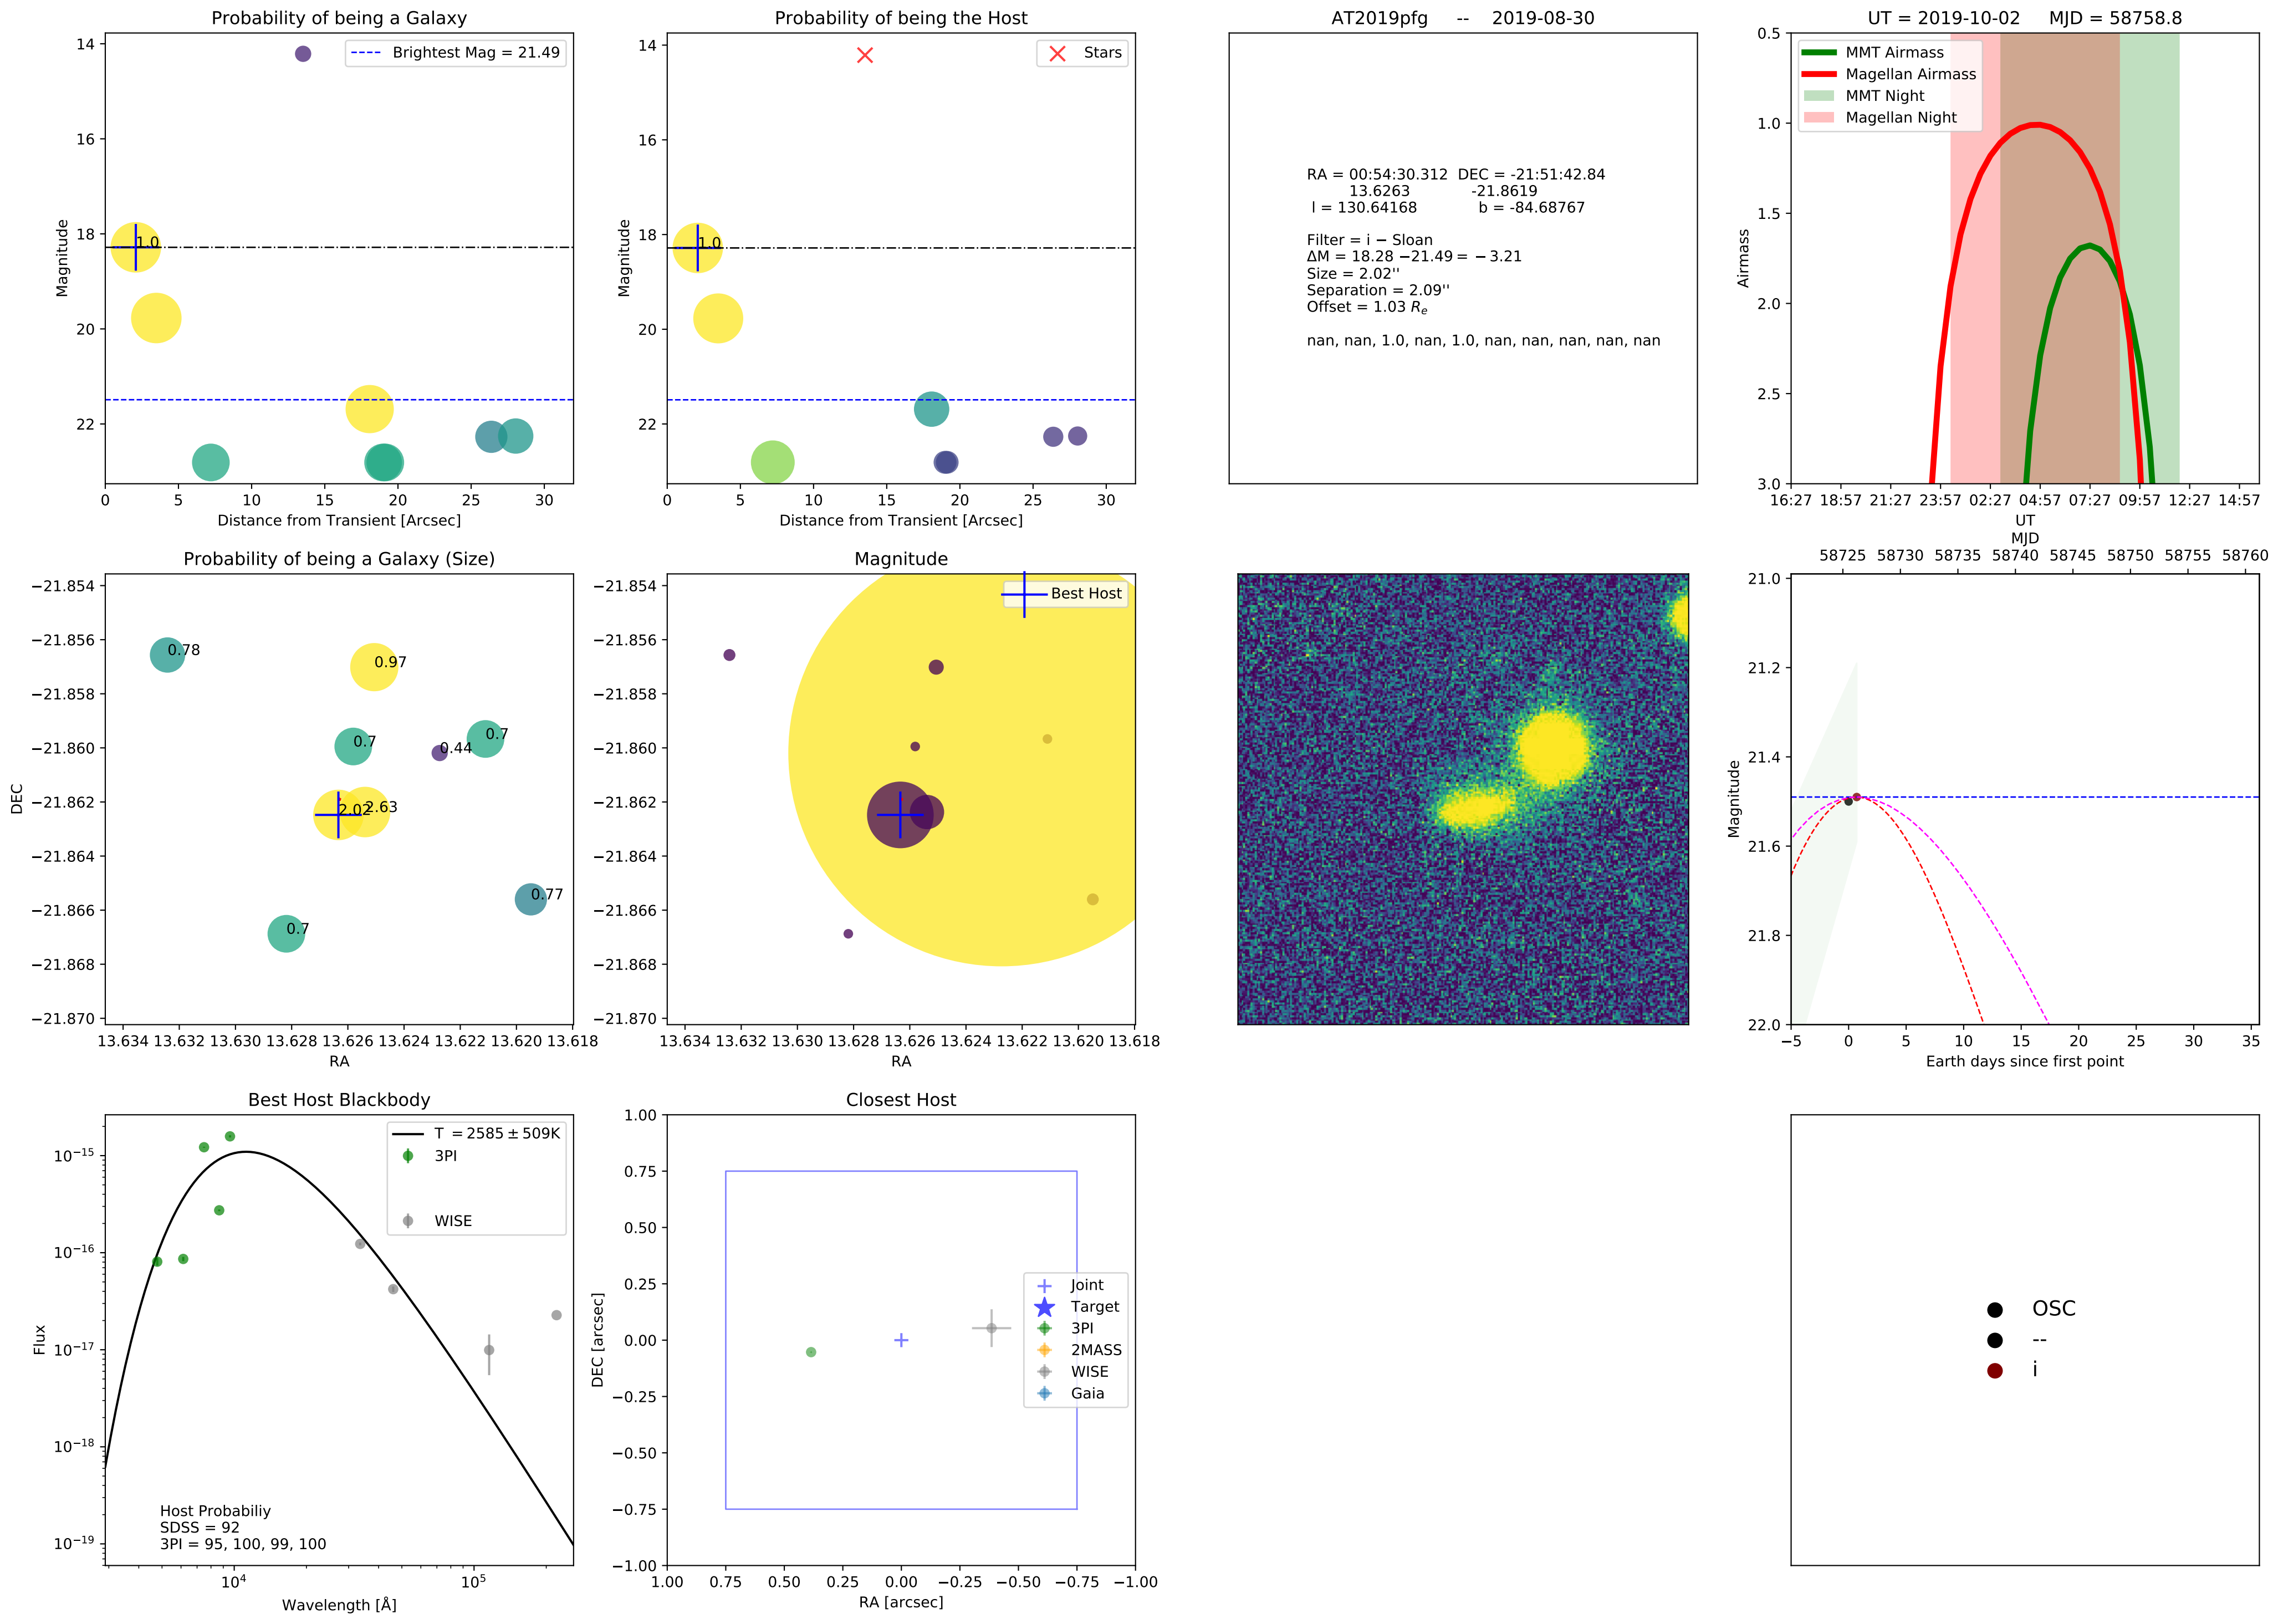 Probability of being a Galaxy
Brightest Mag = 21.49
1.0
14
16
18
20
22
Magnitude
0 5 10 15 20 25 30
Distance from Transient [Arcsec]
Probability of being the Host
Stars
1.0
14
16
18
20
22
Magnitude
0 5 10 15 20 25 30
Distance from Transient [Arcsec]
AT2019pfg -- 2019-08-30
RA = 00:54:30.312 DEC = -21:51:42.84
13.6263 -21.8619
l = 130.64168 b = -84.68767
Filter = i − Sloan
ΔM = 18.28 −21.49 = −3.21
Size = 2.02''
Separation = 2.09''
Offset = 1.03 Re
nan, nan, 1.0, nan, 1.0, nan, nan, nan, nan, nan
UT = 2019-10-02 MJD = 58758.8
MMT Airmass
Magellan Airmass
MMT Night
Magellan Night
0.5
1.0
1.5
2.0
2.5
3.0
Airmass
16:27 18:57 21:27 23:57 02:27 04:57 07:27 09:57 12:27 14:57
UT
Probability of being a Galaxy (Size)
0.78
0.97
0.7
0.44
0.7
2.02
2.63
0.77
0.7
−21.854
−21.856
−21.858
−21.860
−21.862
−21.864
−21.866
−21.868
−21.870
DEC
13.634 13.632 13.630 13.628 13.626 13.624 13.622 13.620 13.618
RA
Magnitude
Best Host
−21.854
−21.856
−21.858
−21.860
−21.862
−21.864
−21.866
−21.868
−21.870
13.634 13.632 13.630 13.628 13.626 13.624 13.622 13.620 13.618
RA
MJD
58725 58730 58735 58740 58745 58750 58755 58760
21.0
21.2
21.4
21.6
21.8
22.0
Magnitude
−5 0 5 10 15 20 25 30 35
Earth days since first point
Best Host Blackbody
T = 2585 ± 509K
3PI
WISE
10−15
10−16
10−17
10−18
10−19
Flux
Host Probabiliy
SDSS = 92
3PI = 95, 100, 99, 100
104 105
Wavelength [Å]
Closest Host
Joint
Target
3PI
2MASS
WISE
Gaia
1.00
0.75
0.50
0.25
0.00
−0.25
−0.50
−0.75
−1.00
DEC [arcsec]
1.00 0.75 0.50 0.25 0.00 −0.25 −0.50 −0.75 −1.00
RA [arcsec]
OSC
--
i